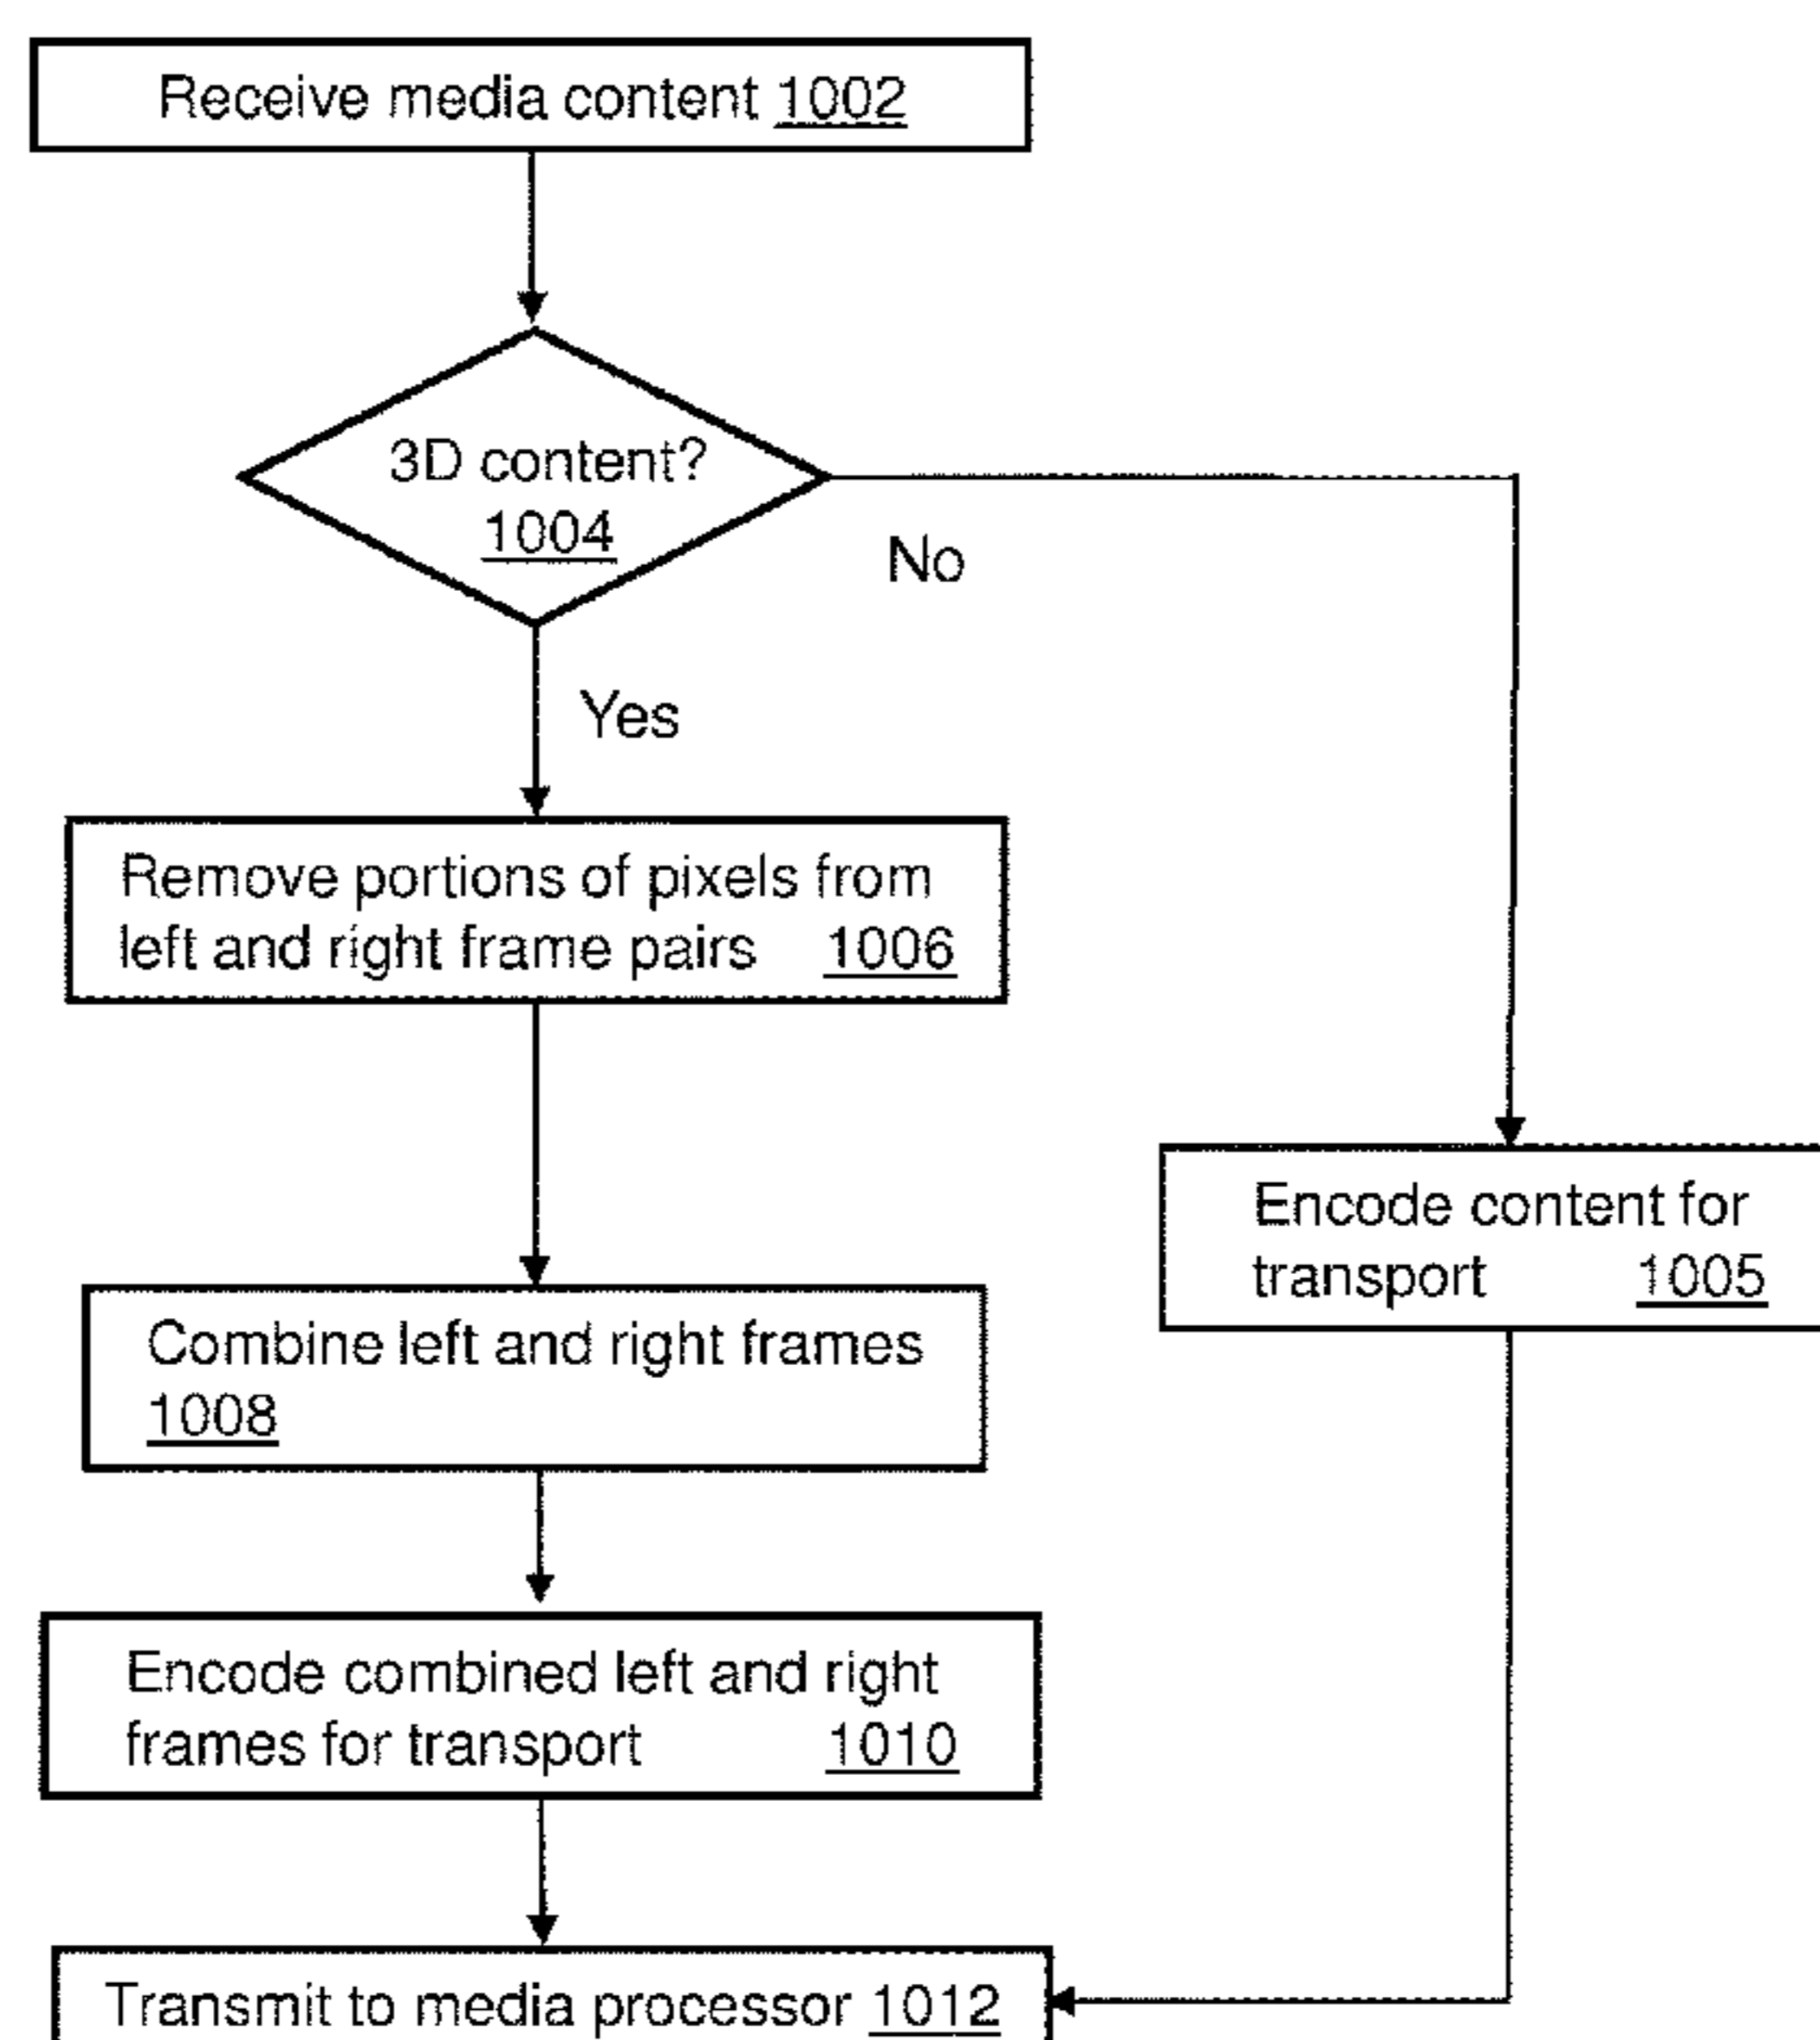 Receive media content 1002
3D content?
1004
No
Yes
Remove portions of pixels from
left and right frame pairs 1006
Encode content for
transport 1005
Combine left and right frames
1008
Encode combined left and right
frames for transport 1010
Transmit to media processor 1012